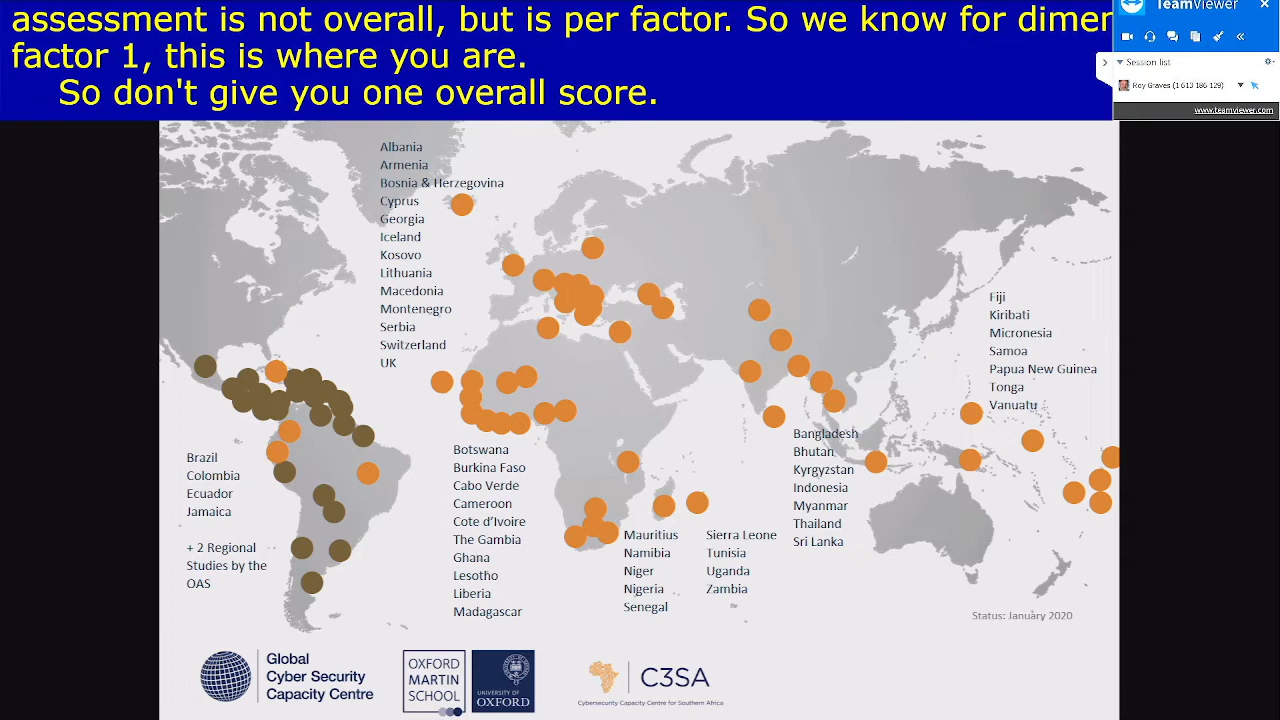 assessment is not overall, but is per factor. So we know for dimer
factor 1, this is where you are.
So don't give you one overall score.
TeamViewer
Session list
Roy Graves (1 613 186 129)
www.teamviewer.com
Albania
Armenia
Bosnia & Herzegovina
Cyprus
Georgia
Iceland
Kosovo
Lithuania
Macedonia
Montenegro
Serbia
Switzerland
UK
Fiji
Kiribati
Micronesia
Samoa
Papua New Guinea
Tonga
Vanuatu
Brazil
Colombia
Ecuador
Jamaica
+ 2 Regional
Studies by the
OAS
Botswana
Burkina Faso
Cabo Verde
Cameroon
Cote d’Ivoire
The Gambia
Ghana
Lesotho
Liberia
Madagascar
Mauritius
Namibia
Niger
Nigeria
Senegal
Sierra Leone
Tunisia
Uganda
Zambia
Bangladesh
Bhutan
Kyrgyzstan
Indonesia
Myanmar
Thailand
Sri Lanka
Status: January 2020
Global
Cyber Security
Capacity Centre
OXFORD
MARTIN
SCHOOL
UNIVERSITY OF
OXFORD
C3SA
Cybersecurity Capacity Centre for Southern Africa